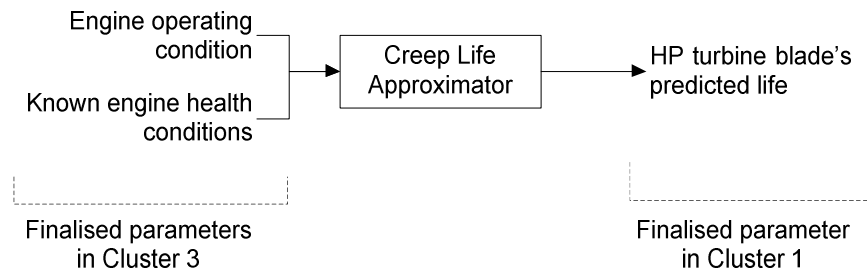 Engine operating
condition
Known engine health
conditions
Creep Life
Approximator
HP turbine blade's
predicted life
Finalised parameters
in Cluster 3
Finalised parameter
in Cluster 1